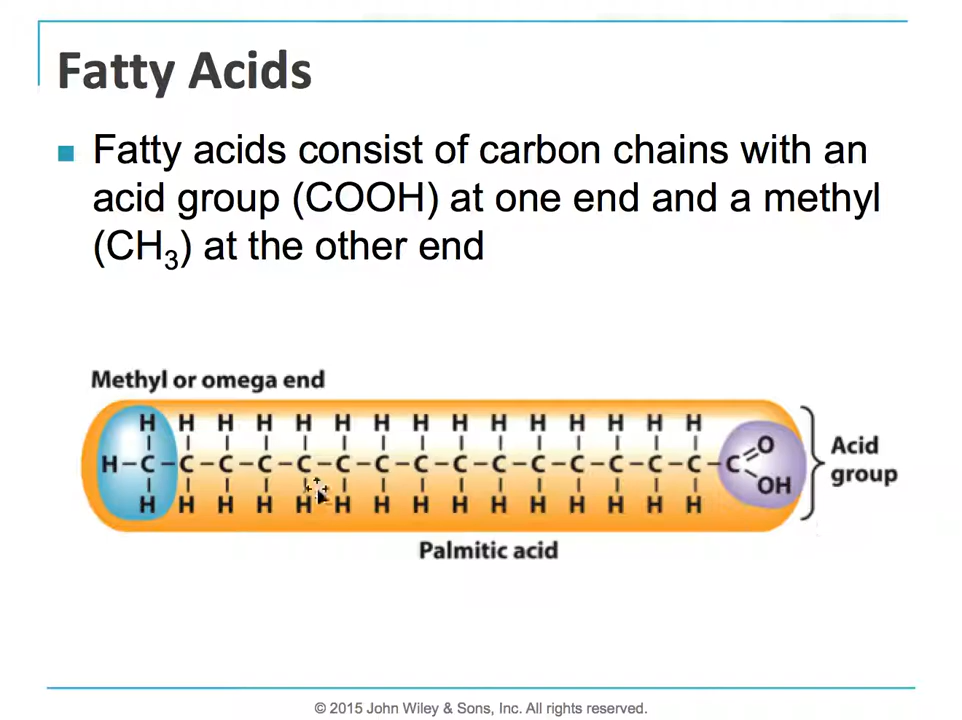 Fatty Acids
Fatty acids consist of carbon chains with an
acid group (COOH) at one end and a methyl
(CH₃) at the other end
Methyl or omega end
H H H H H H H H H H H H H H H
O
H–C–C–C–C–C–C–C–C–C–C–C–C–C–C–C–C
OH
H H H H H H H H H H H H H H H
Acid
group
Palmitic acid
© 2015 John Wiley & Sons, Inc. All rights reserved.